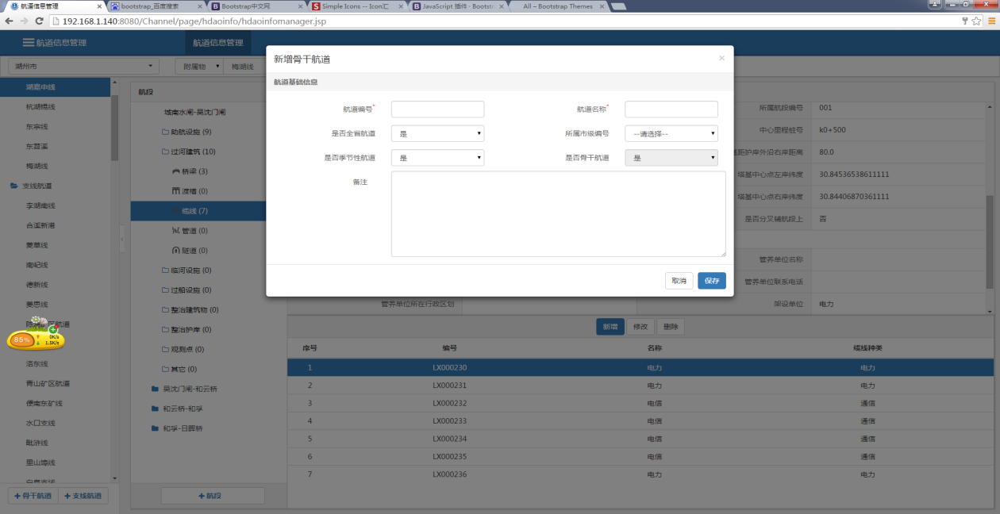 航道信息管理
bootstrap_百度搜索
Bootstrap中文网
Simple Icons -- Icon汇
JavaScript 插件 · Bootstr
All – Bootstrap Themes
192.168.1.140:8080/Channel/page/hdaoinfo/hdaoinfomanager.jsp
航道信息管理
航道信息管理
湖州市
附属物
梅湖线
湖嘉申线
杭湖锡线
东宗线
东苕溪
梅湖线
支线航道
李湖南线
合溪新港
菱草线
德新线
菱思线
洛东线
青山矿区航道
便南东矿线
水口支线
毗浒线
里山塘线
骨干航道
支线航道
航段
城南水闸-吴沈门闸
助航设施 (9)
过河建筑 (10)
桥梁 (3)
渡槽 (0)
缆线 (7)
管道 (0)
隧道 (0)
临河设施 (0)
过船设施 (0)
整治建筑物 (0)
整治护岸 (0)
观测点 (0)
其它 (0)
吴沈门闸-和云桥
和云桥-和孚
和孚-日晖桥
航段
新增骨干航道
×
航道基础信息
航道编号*
航道名称*
是否全省航道
是
所属市级编号
--请选择--
是否季节性航道
是
是否骨干航道
是
备注
取消
保存
所属航段编号
001
中心里程桩号
k0+500
距护岸外沿右岸距离
80.0
塔基中心点左岸纬度
30.84536538611111
塔基中心点右岸纬度
30.84406870361111
是否分叉辅航段上
否
管养单位名称
管养单位联系电话
管养单位所在行政区划
架设单位
电力
新增
修改
删除
序号
编号
名称
缆线种类
1
LX000230
电力
电力
2
LX000231
电力
电力
3
LX000232
电信
通信
4
LX000233
电信
通信
5
LX000234
电信
通信
6
LX000235
电信
通信
7
LX000236
电力
电力
85%
0K/s
1.5K/s